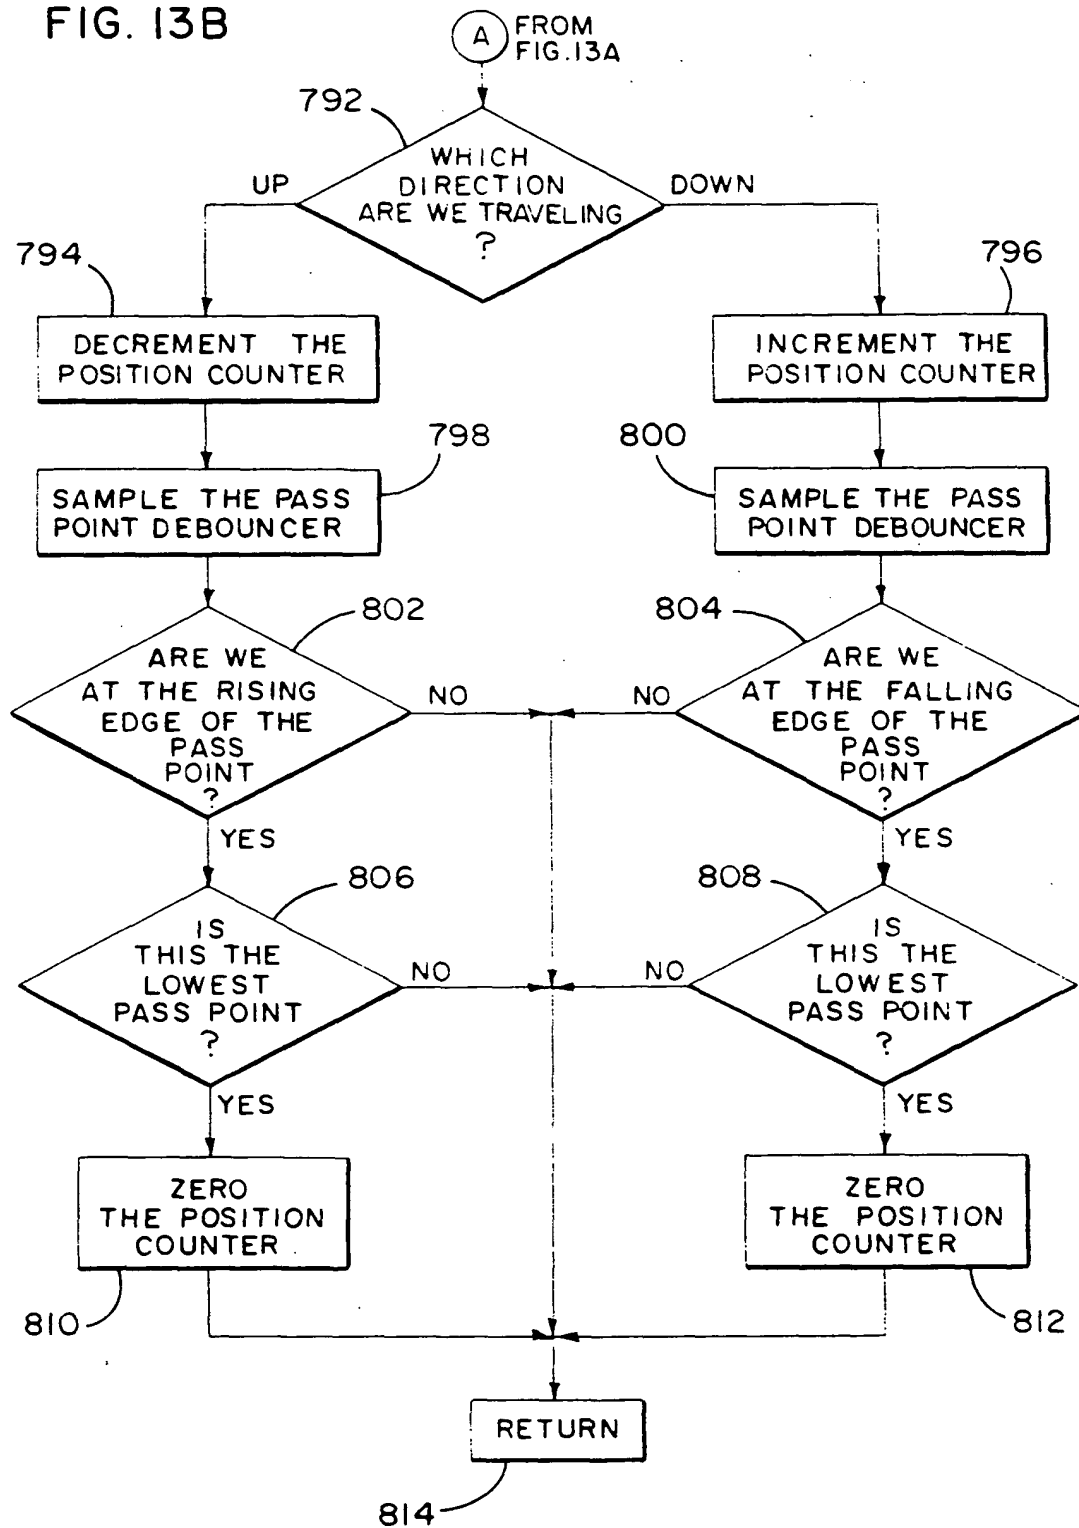 FIG. 13B
A
FROM
FIG. 13A
792
WHICH
DIRECTION
ARE WE TRAVELING
?
UP
DOWN
794
DECREMENT THE
POSITION COUNTER
796
INCREMENT THE
POSITION COUNTER
798
SAMPLE THE PASS
POINT DEBOUNCER
800
SAMPLE THE PASS
POINT DEBOUNCER
802
ARE WE
AT THE RISING
EDGE OF THE
PASS
POINT
?
NO
YES
804
ARE WE
AT THE FALLING
EDGE OF THE
PASS
POINT
?
NO
YES
806
IS
THIS THE
LOWEST
PASS POINT
?
NO
YES
808
IS
THIS THE
LOWEST
PASS POINT
?
NO
YES
ZERO
THE POSITION
COUNTER
810
ZERO
THE POSITION
COUNTER
812
RETURN
814